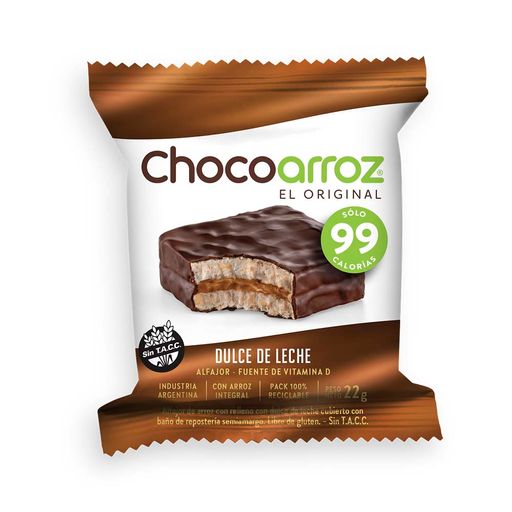 Chocoarroz®
EL ORIGINAL
SÓLO
99
CALORÍAS
Sin T.A.C.C.
DULCE DE LECHE
ALFAJOR - FUENTE DE VITAMINA D
INDUSTRIA ARGENTINA
CON ARROZ INTEGRAL
PACK 100% RECICLABLE
PESO NETO 22g
Alfajor de arroz con relleno con dulce de leche cubierto con
baño de repostería semiamargo. Libre de gluten. - Sin T.A.C.C.